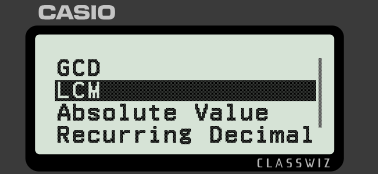 CASIO
GCD
LCM
Absolute Value
Recurring Decimal
CLASSWIZ